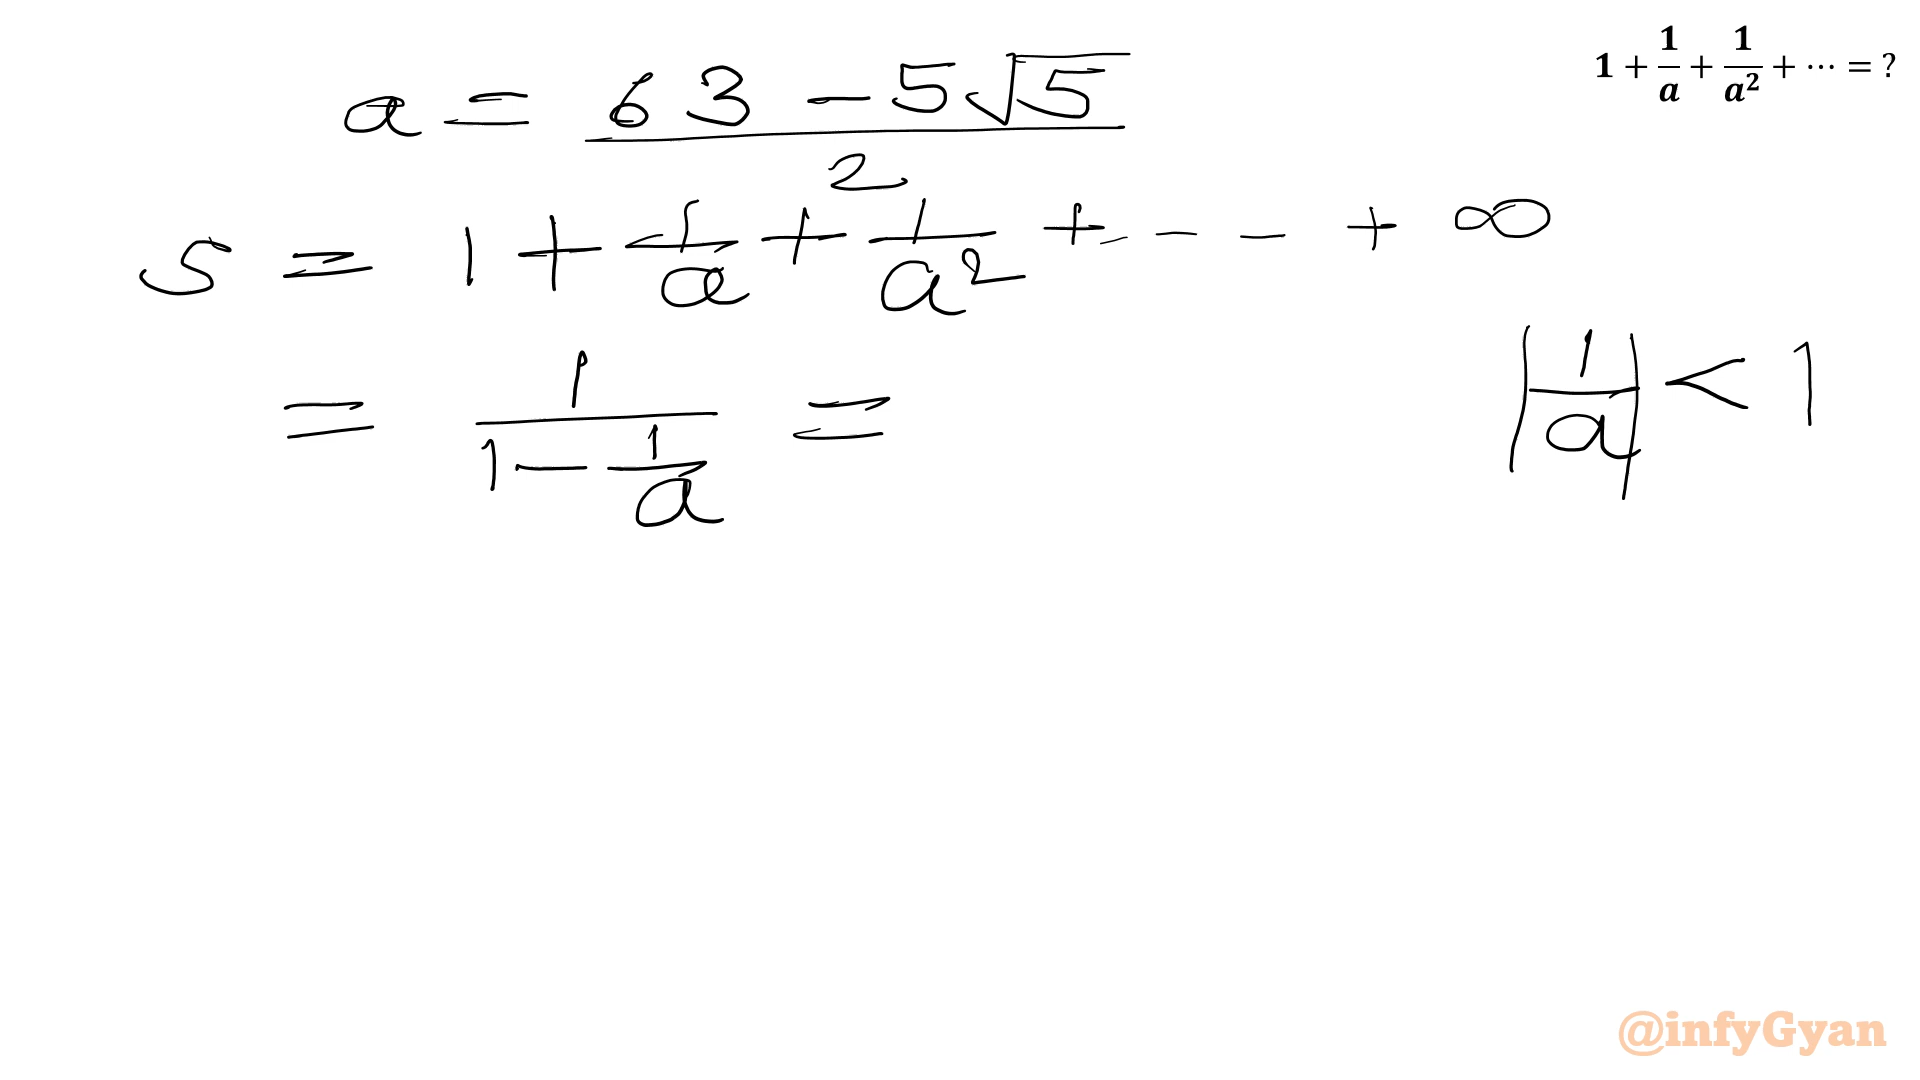 1 + 1/a + 1/a² + ⋯ = ?
a = (63 − 5√5)/2
S = 1 + 1/a + 1/a² + - - - + ∞
= 1/(1 − 1/a) =
|1/a| < 1
@infyGyan